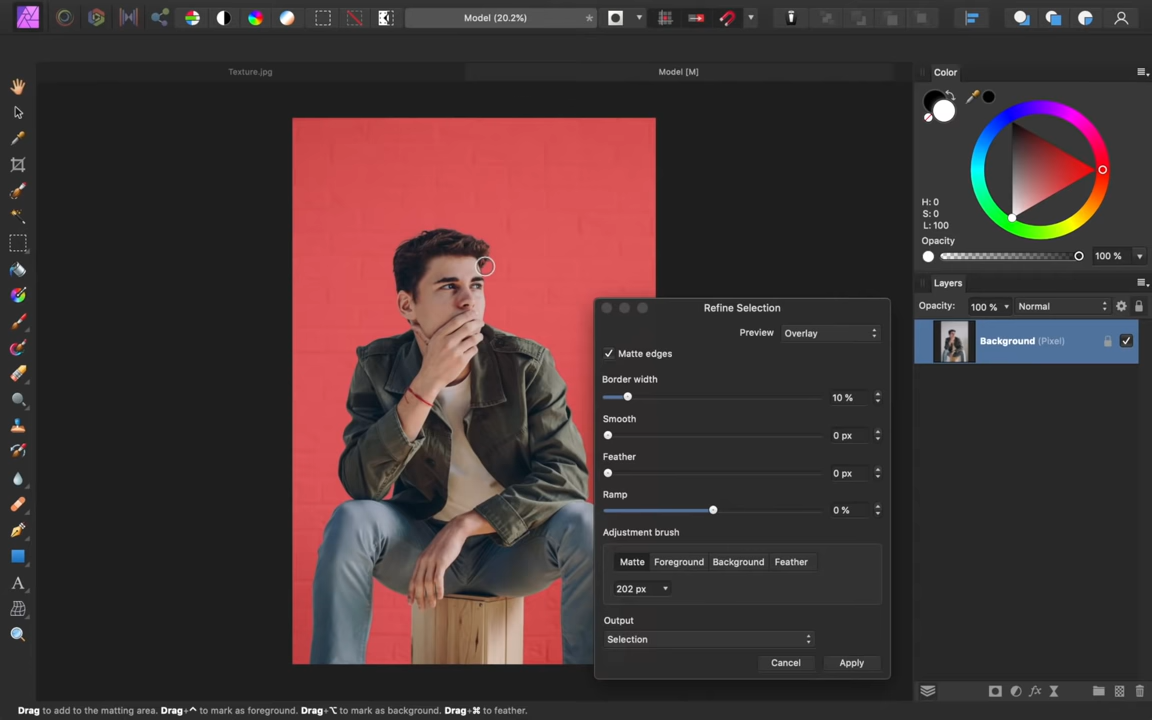 Model (20.2%)
Texture.jpg
Model [M]
Color
H: 0
S: 0
L: 100
Opacity
100 %
Layers
Opacity: 100 % Normal
Background (Pixel)
Refine Selection
Preview Overlay
Matte edges
Border width
10 %
Smooth
0 px
Feather
0 px
Ramp
0 %
Adjustment brush
Matte Foreground Background Feather
202 px
Output
Selection
Cancel Apply
Drag to add to the matting area. Drag+^ to mark as foreground. Drag+⌥ to mark as background. Drag+⌘ to feather.